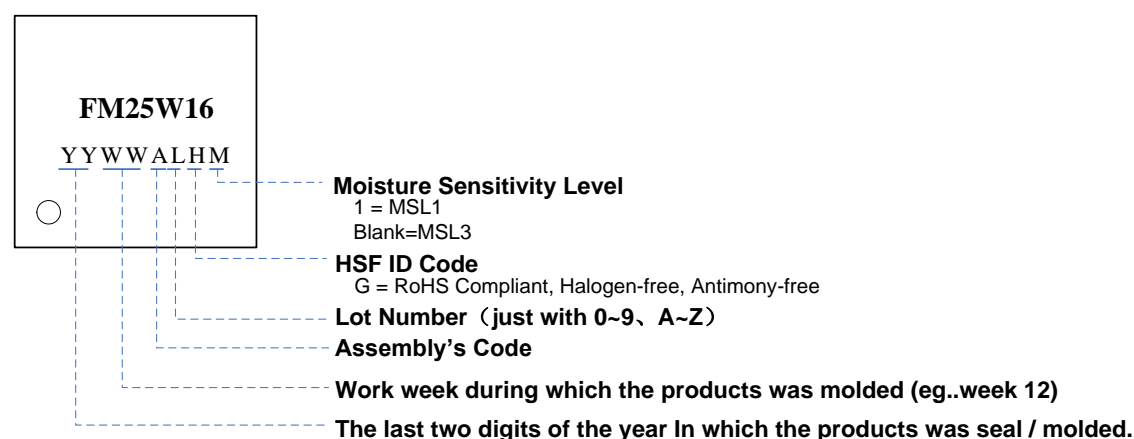 FM25W16
YYWWALHM
Moisture Sensitivity Level
1 = MSL1
Blank=MSL3
HSF ID Code
G = RoHS Compliant, Halogen-free, Antimony-free
Lot Number（just with 0~9、A~Z）
Assembly's Code
Work week during which the products was molded (eg..week 12)
The last two digits of the year In which the products was seal / molded.